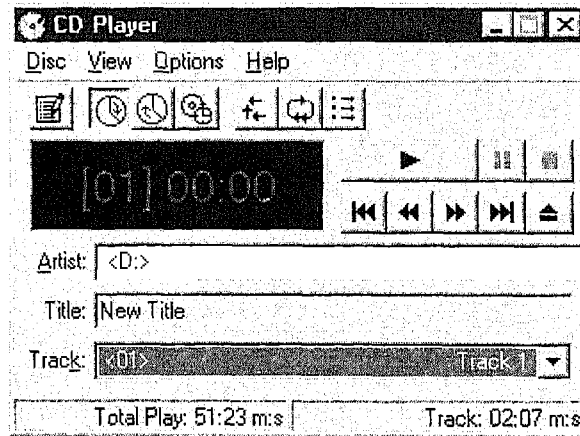 CD Player
Disc View Options Help
[01] 00:00
Artist: <D:>
Title: New Title
Track: <01> Track 1
Total Play: 51:23 m:s Track: 02:07 m:s